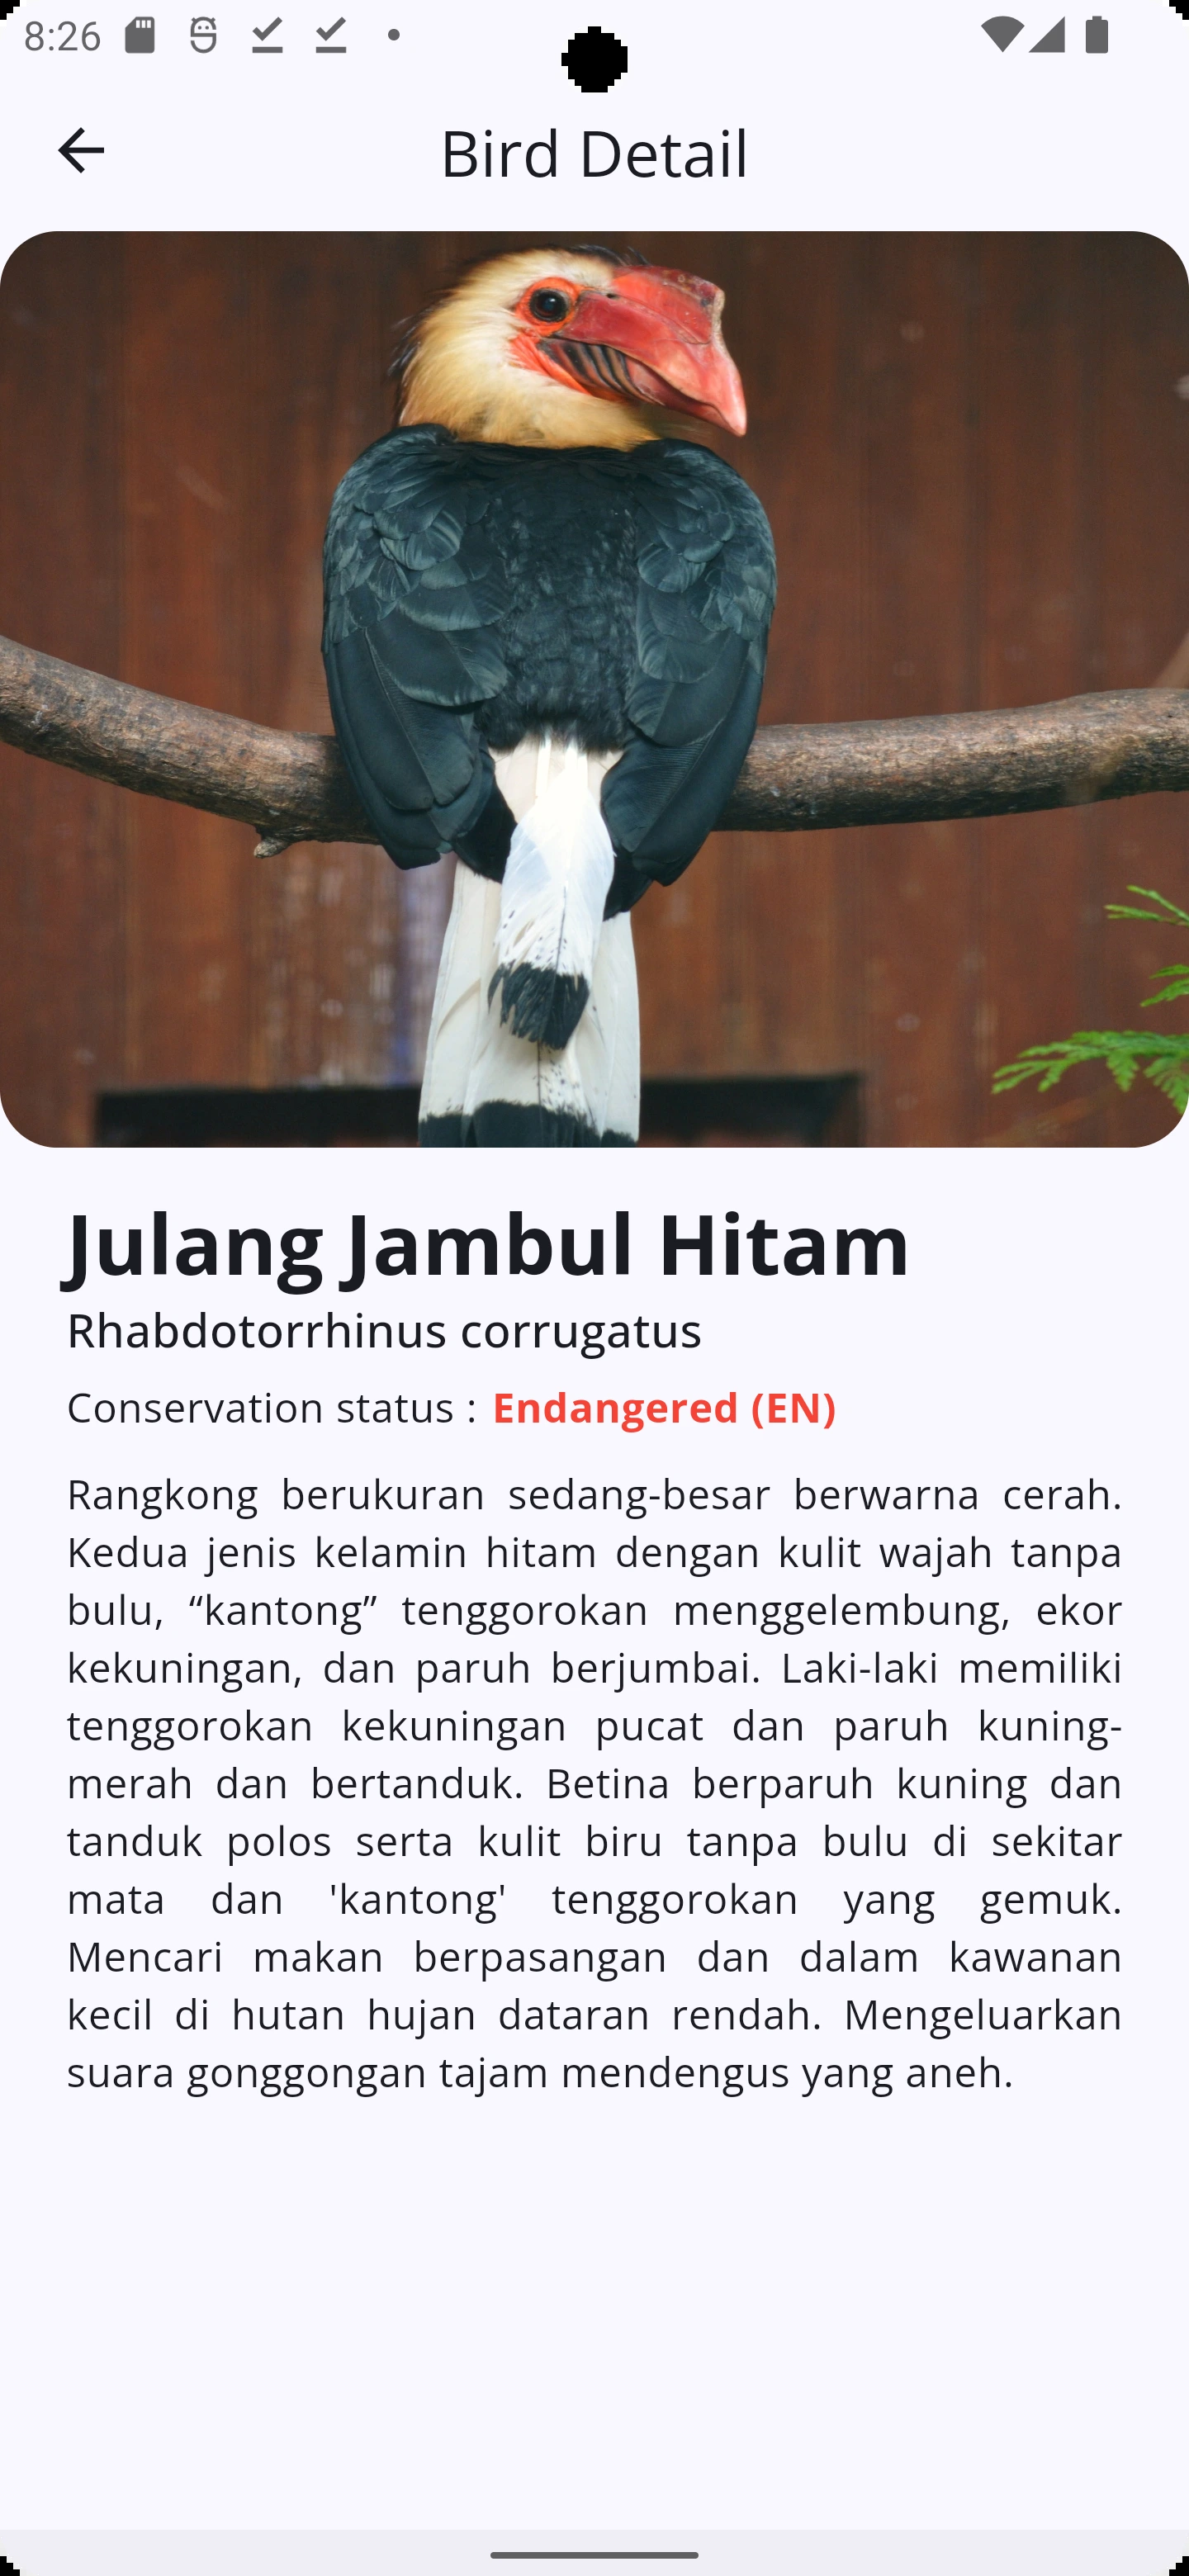 8:26
Bird Detail
Julang Jambul Hitam
Rhabdotorrhinus corrugatus
Conservation status : Endangered (EN)
Rangkong berukuran sedang-besar berwarna cerah.
Kedua jenis kelamin hitam dengan kulit wajah tanpa
bulu, “kantong” tenggorokan menggelembung, ekor
kekuningan, dan paruh berjumbai. Laki-laki memiliki
tenggorokan kekuningan pucat dan paruh kuning-
merah dan bertanduk. Betina berparuh kuning dan
tanduk polos serta kulit biru tanpa bulu di sekitar
mata dan 'kantong' tenggorokan yang gemuk.
Mencari makan berpasangan dan dalam kawanan
kecil di hutan hujan dataran rendah. Mengeluarkan
suara gonggongan tajam mendengus yang aneh.